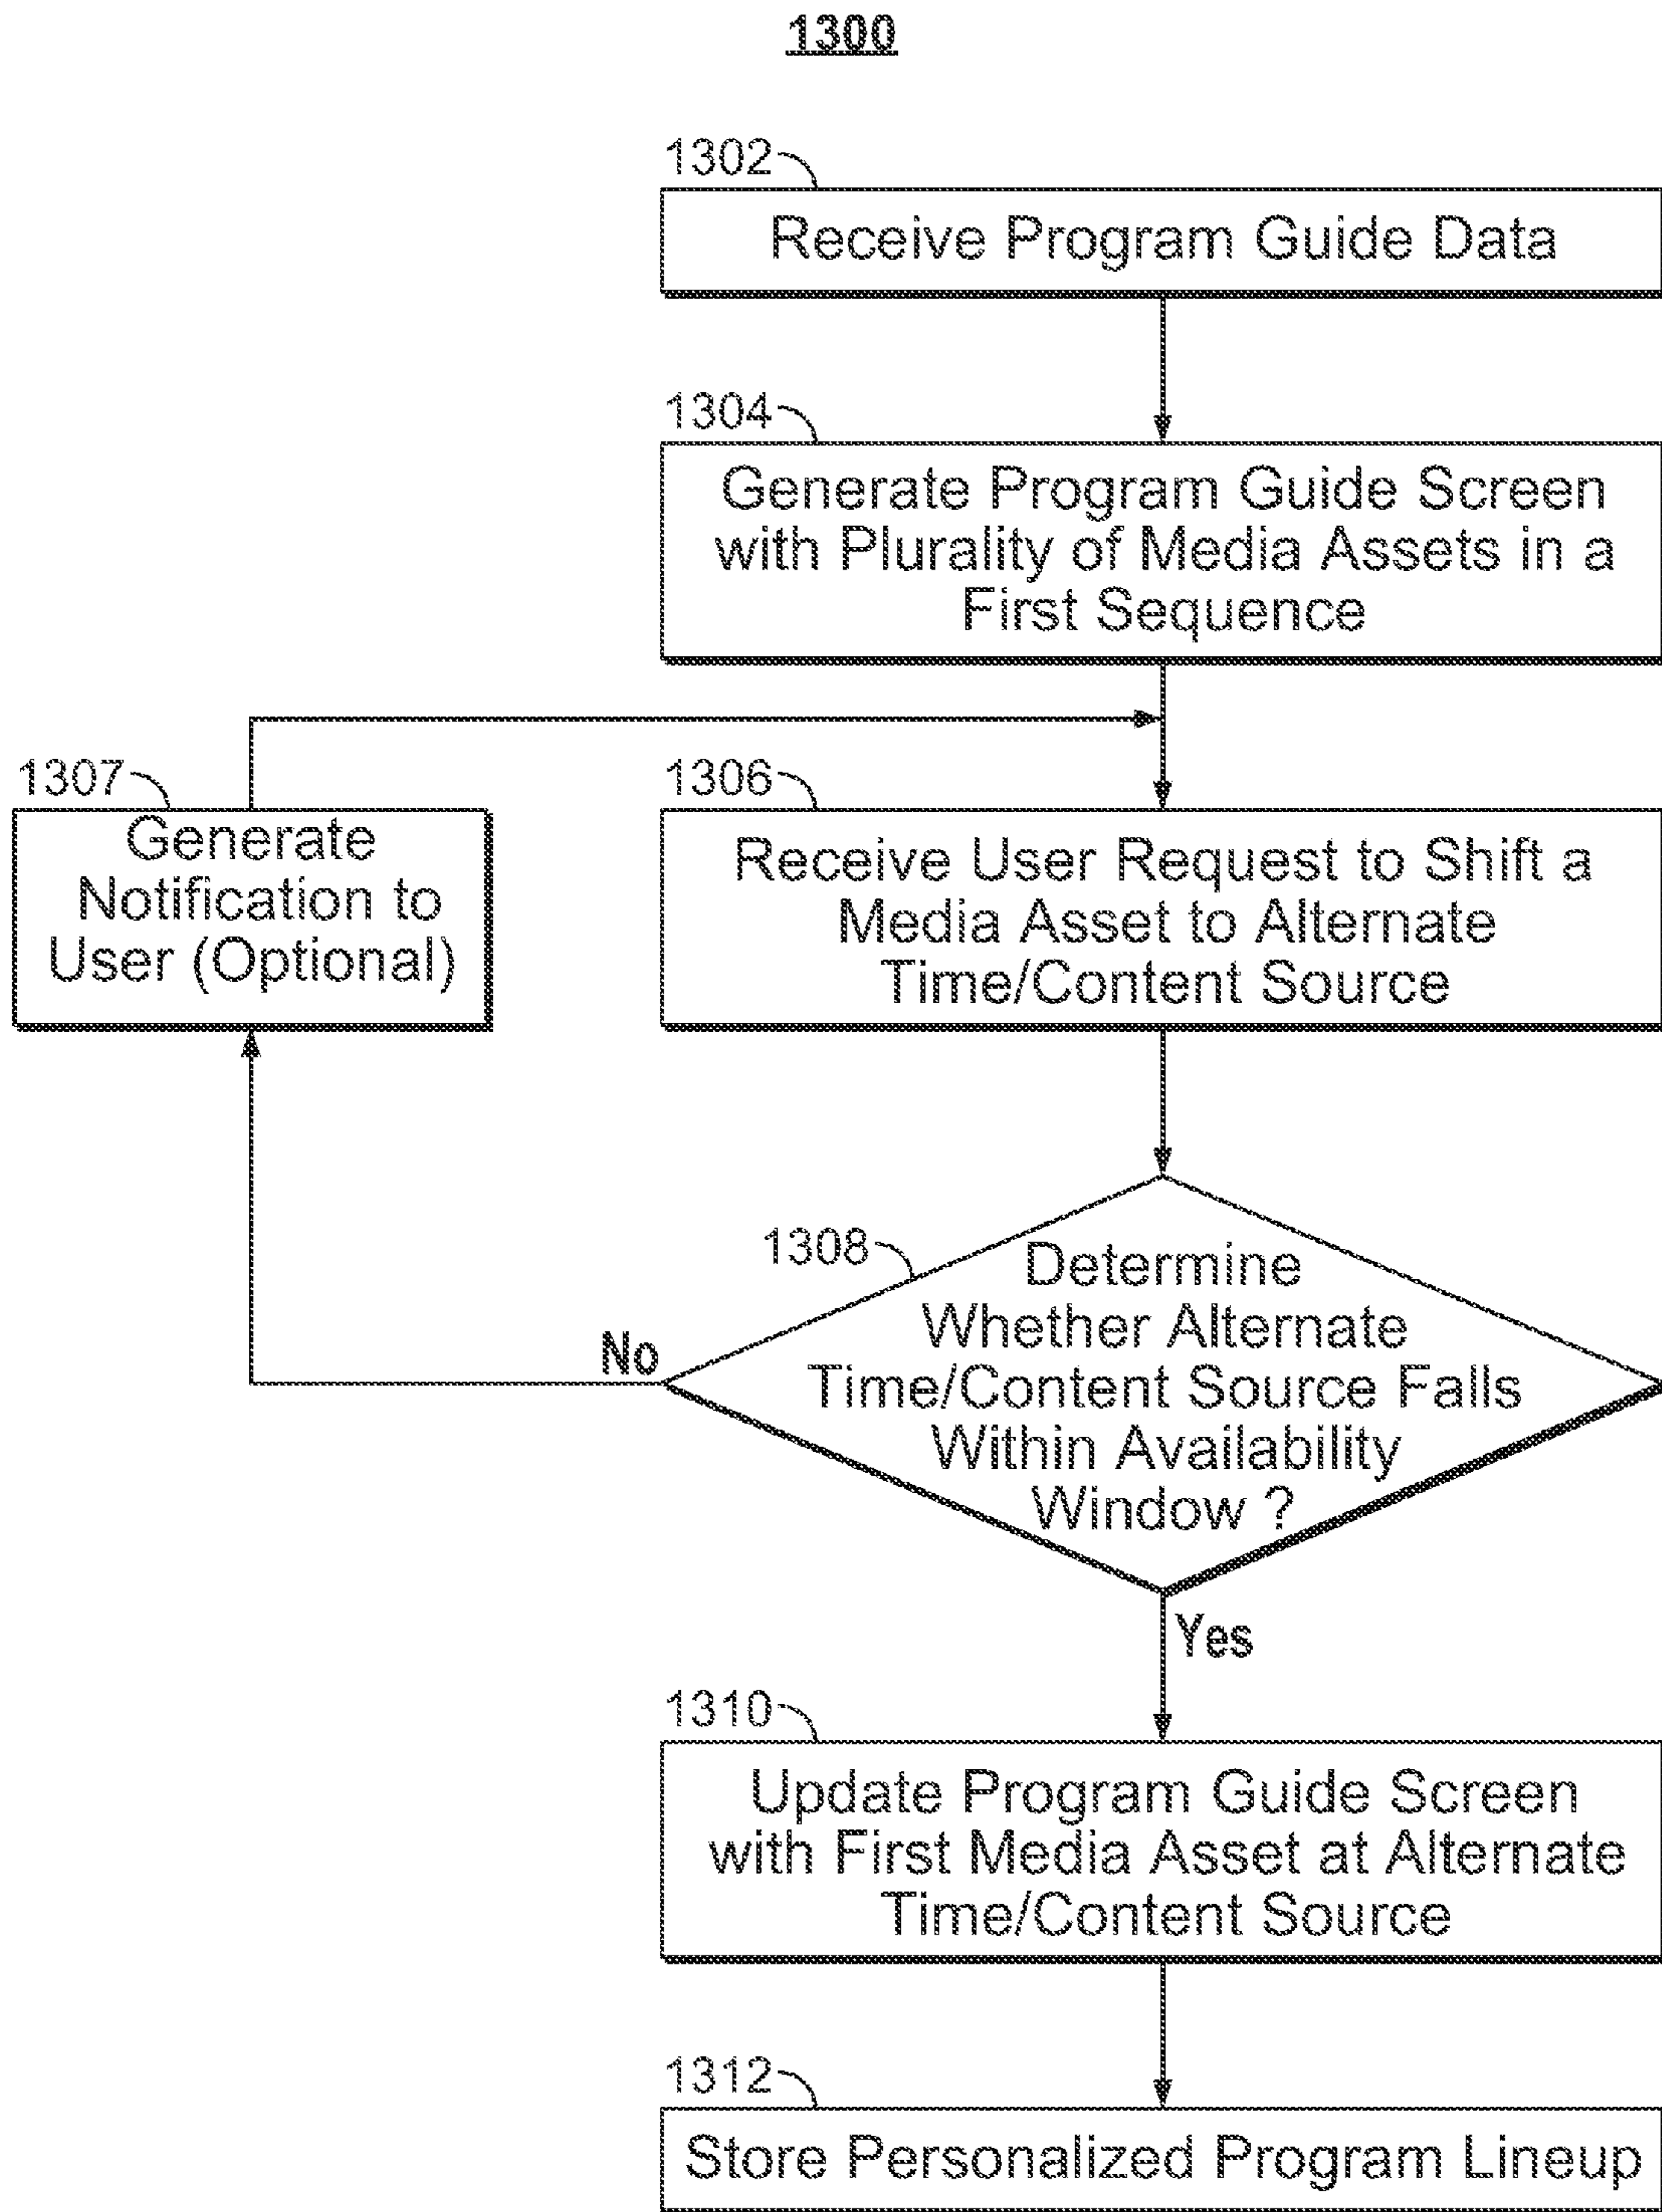 1300
1302
Receive Program Guide Data
1304
Generate Program Guide Screen
with Plurality of Media Assets in a
First Sequence
1307
Generate
Notification to
User (Optional)
1306
Receive User Request to Shift a
Media Asset to Alternate
Time/Content Source
1308
Determine
Whether Alternate
Time/Content Source Falls
Within Availability
Window ?
No
Yes
1310
Update Program Guide Screen
with First Media Asset at Alternate
Time/Content Source
1312
Store Personalized Program Lineup